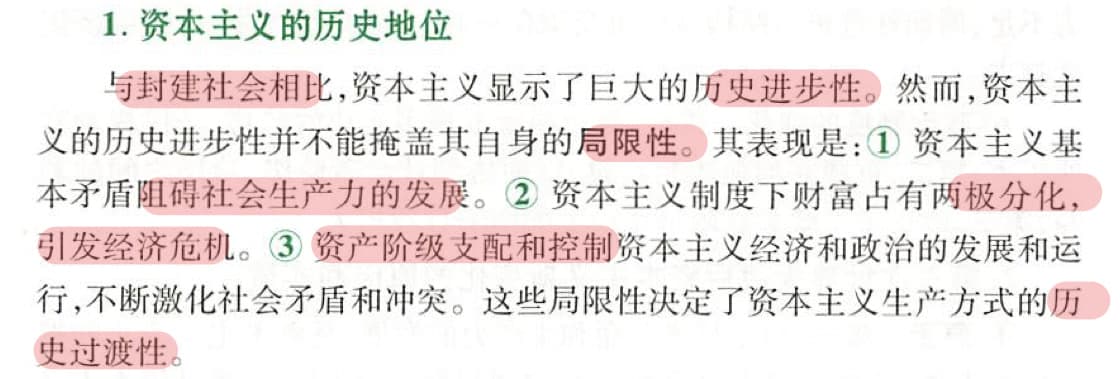 1. 资本主义的历史地位
与封建社会相比,资本主义显示了巨大的历史进步性。然而,资本主
义的历史进步性并不能掩盖其自身的局限性。其表现是:① 资本主义基
本矛盾阻碍社会生产力的发展。② 资本主义制度下财富占有两极分化,
引发经济危机。③ 资产阶级支配和控制资本主义经济和政治的发展和运
行,不断激化社会矛盾和冲突。这些局限性决定了资本主义生产方式的历
史过渡性。